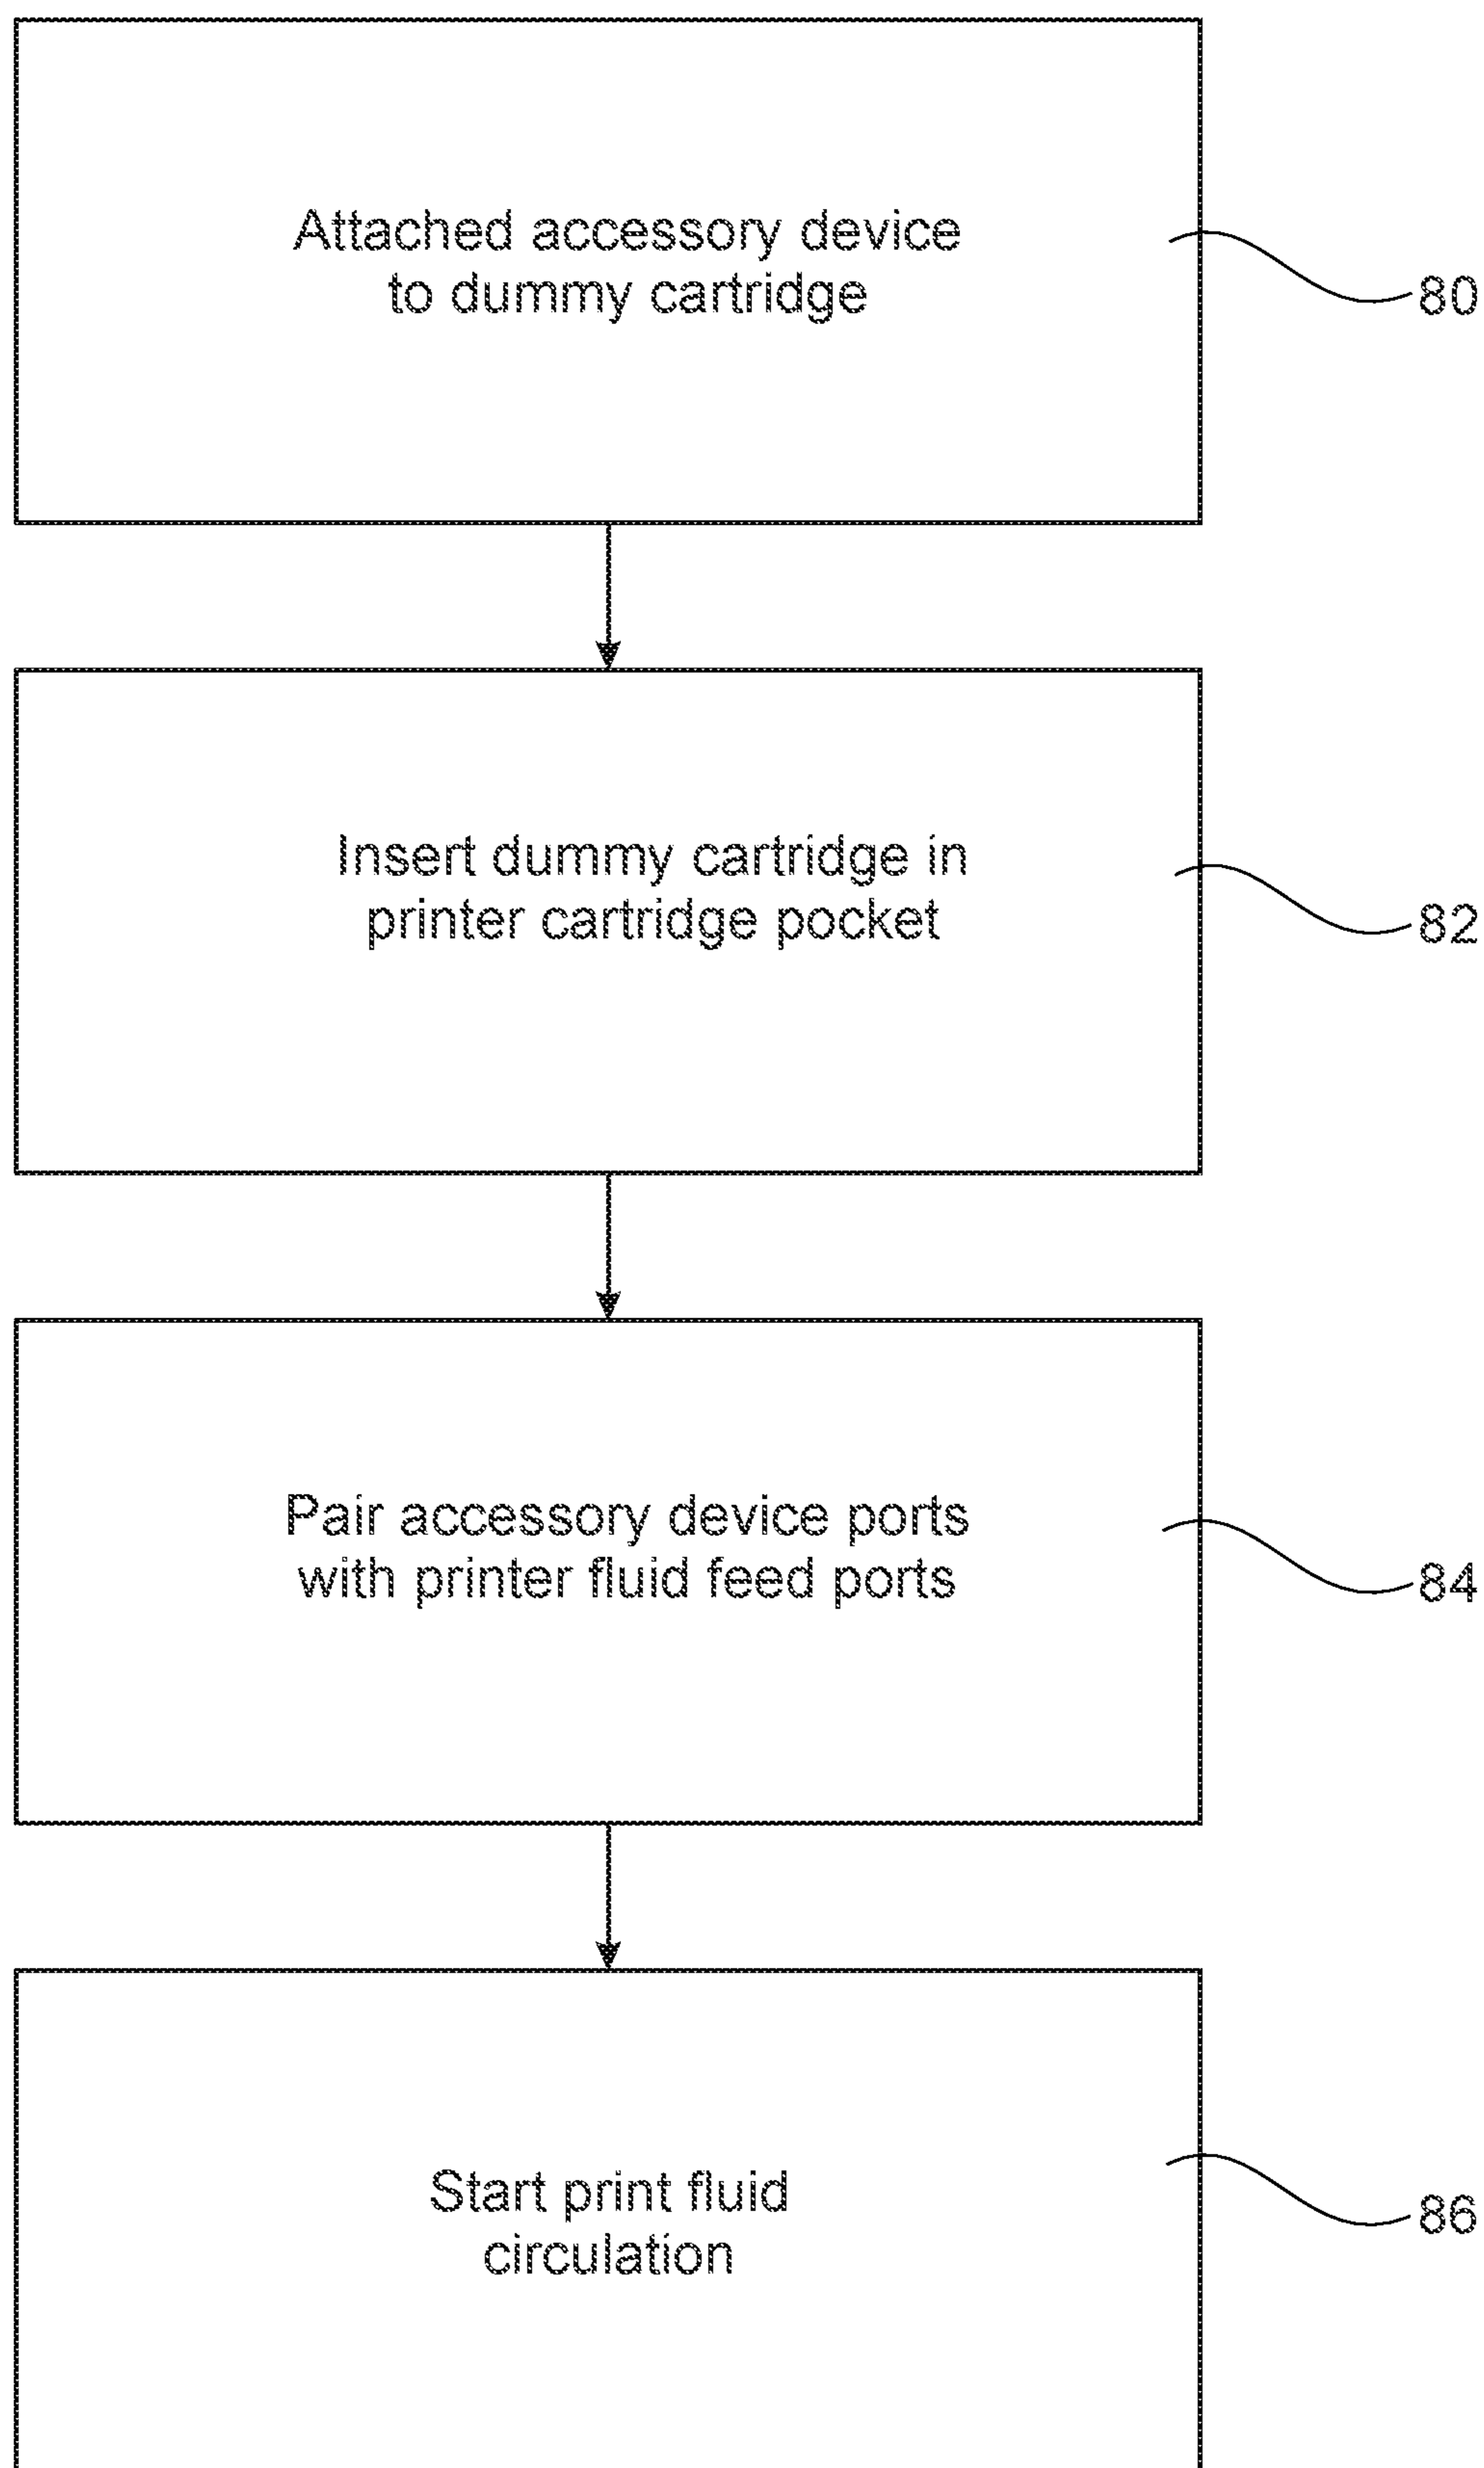 Attached accessory device
to dummy cartridge
80
Insert dummy cartridge in
printer cartridge pocket
82
Pair accessory device ports
with printer fluid feed ports
84
Start print fluid
circulation
86